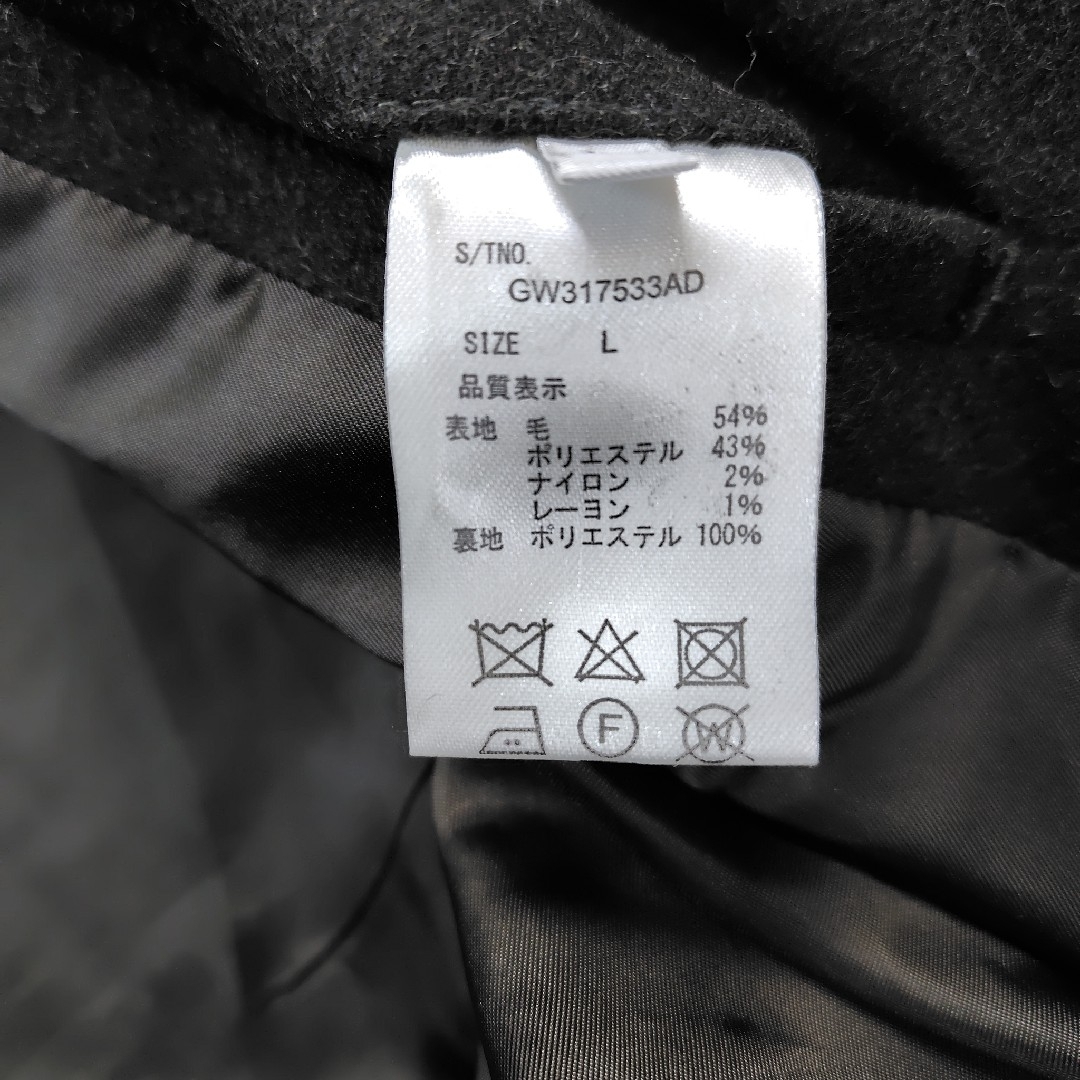 S/TNO.
GW317533AD
SIZE L
品質表示
表地 毛 54%
ポリエステル 43%
ナイロン 2%
レーヨン 1%
裏地 ポリエステル 100%
F W